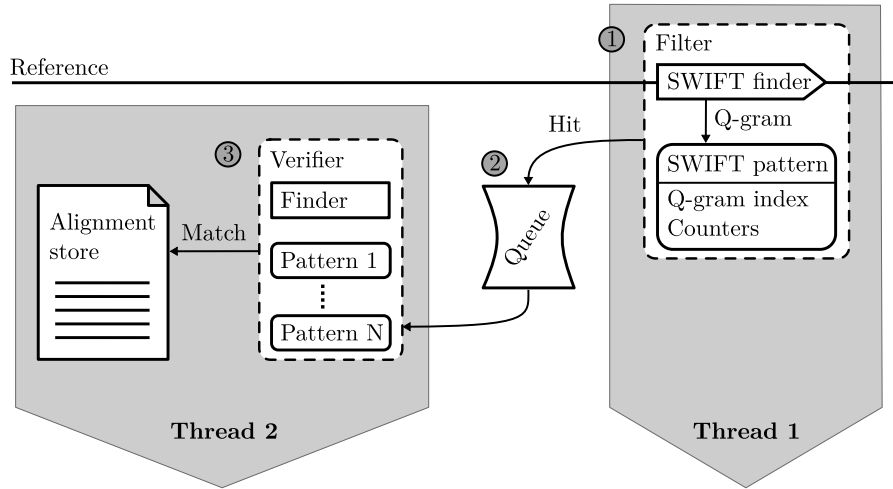 Reference
1
Filter
SWIFT finder
Q-gram
SWIFT pattern
Q-gram index
Counters
Hit
2
Queue
3
Verifier
Finder
Pattern 1
Pattern N
Match
Alignment
store
Thread 2
Thread 1